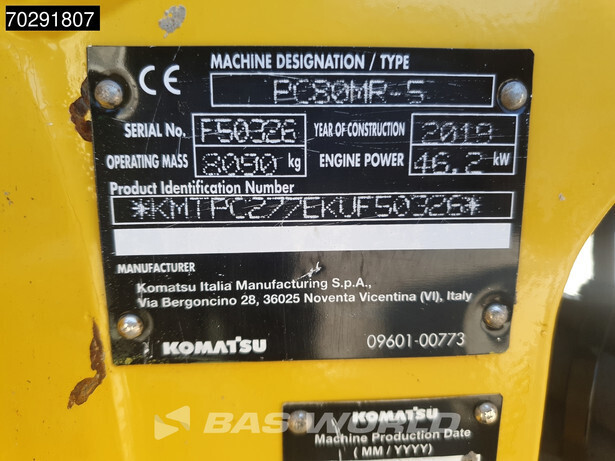 70291807
CE
MACHINE DESIGNATION / TYPE
PC80MR-5
SERIAL No. F50326 YEAR OF CONSTRUCTION 2019
OPERATING MASS 8090 kg ENGINE POWER 46.2 kW
Product Identification Number
*KMTPC277EKUF50326*
MANUFACTURER
Komatsu Italia Manufacturing S.p.A.,
Via Bergoncino 28, 36025 Noventa Vicentina (VI), Italy
KOMATSU 09601-00773
BAS WORLD
KOMATSU
Machine Production Date
( MM / YYYY)